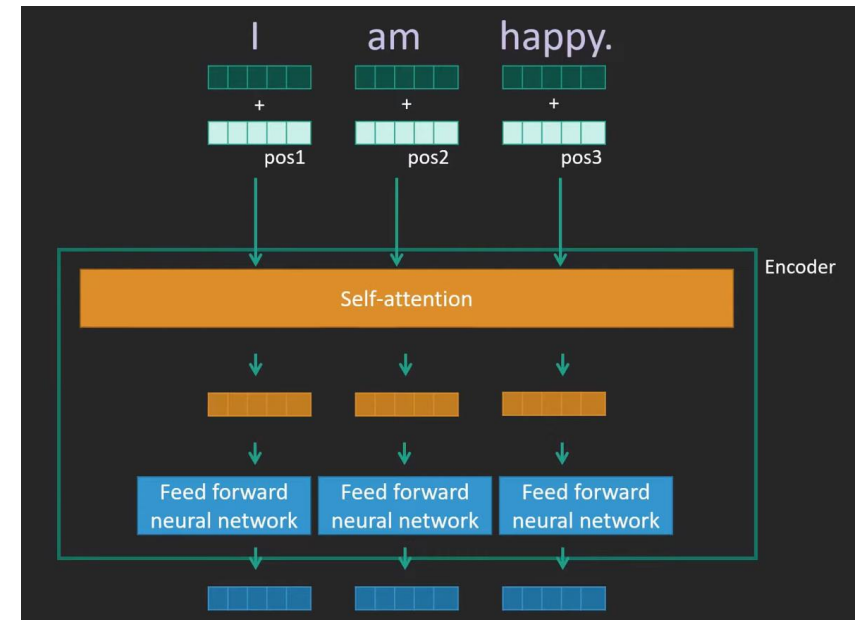 I am happy.
+ + +
pos1 pos2 pos3
Encoder
Self-attention
Feed forward neural network
Feed forward neural network
Feed forward neural network